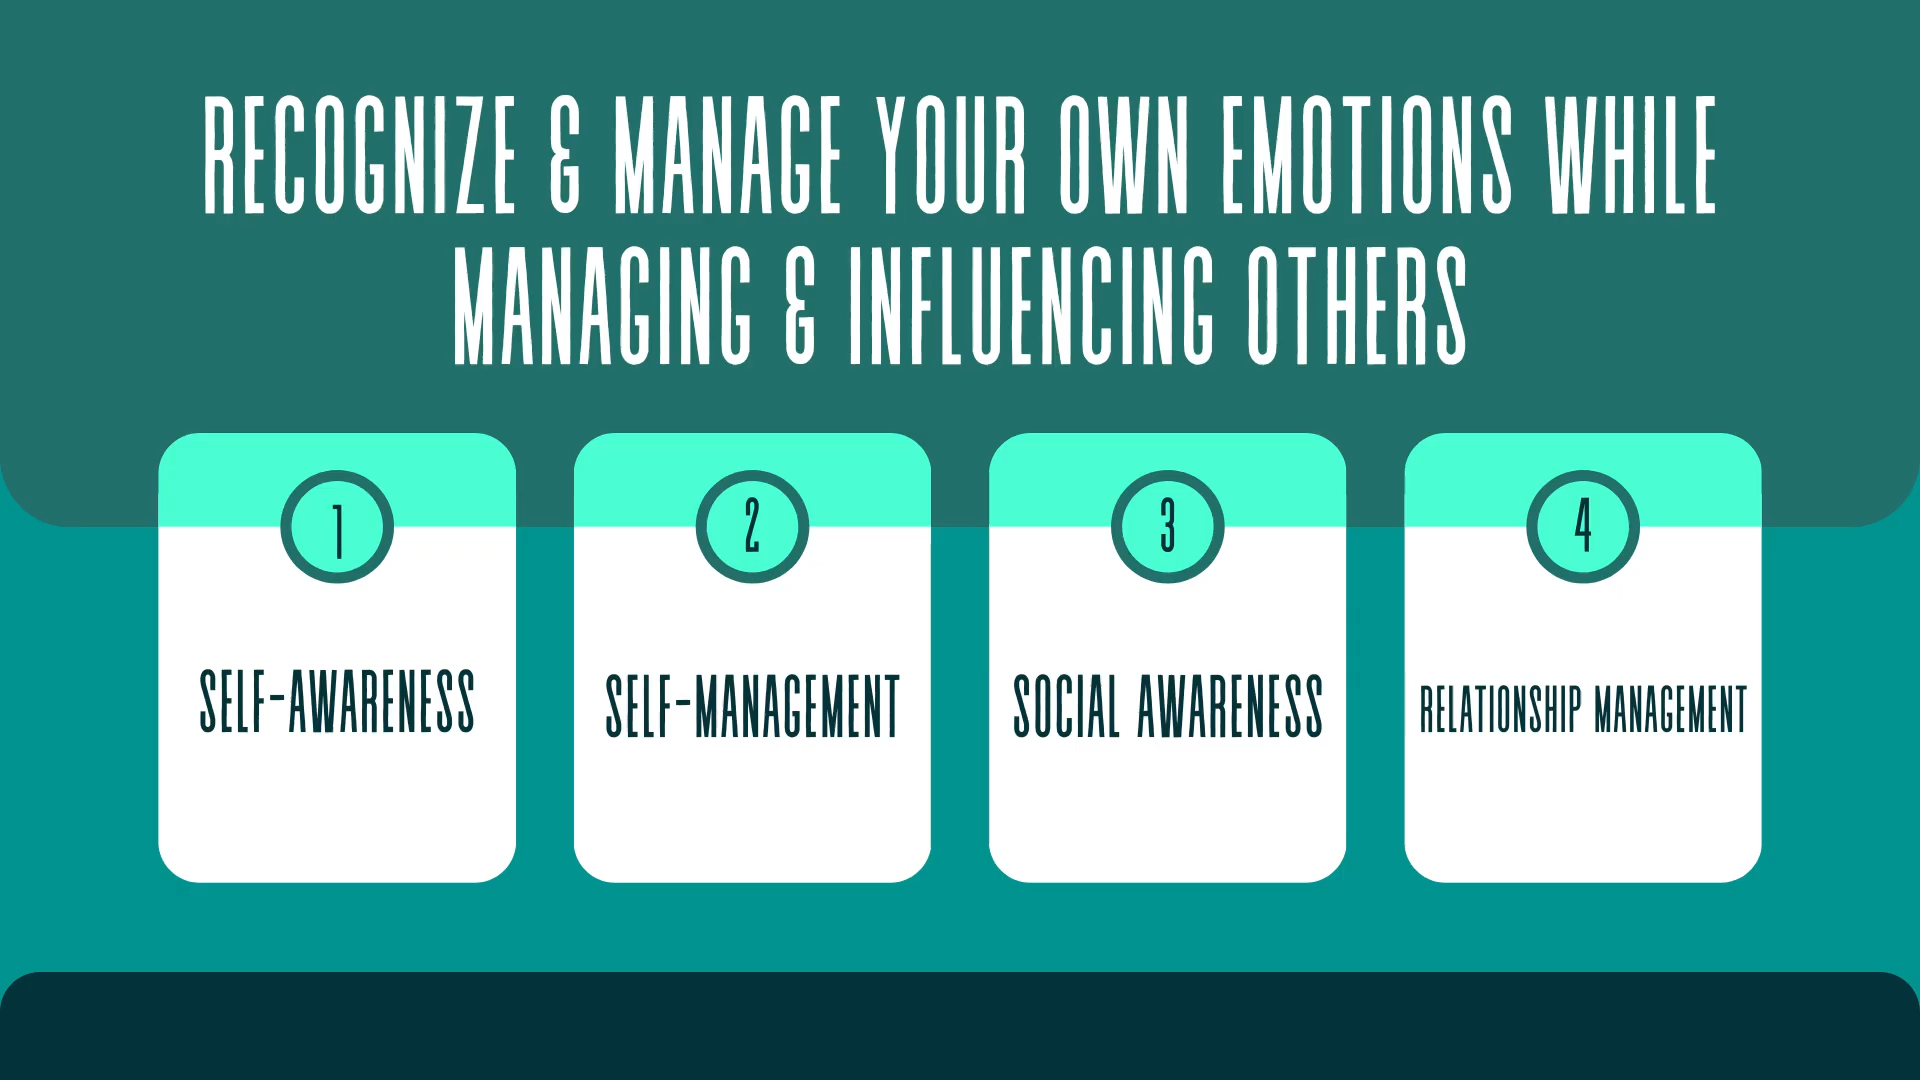 RECOGNIZE & MANAGE YOUR OWN EMOTIONS WHILE
MANAGING & INFLUENCING OTHERS
1
SELF-AWARENESS
2
SELF-MANAGEMENT
3
SOCIAL AWARENESS
4
RELATIONSHIP MANAGEMENT